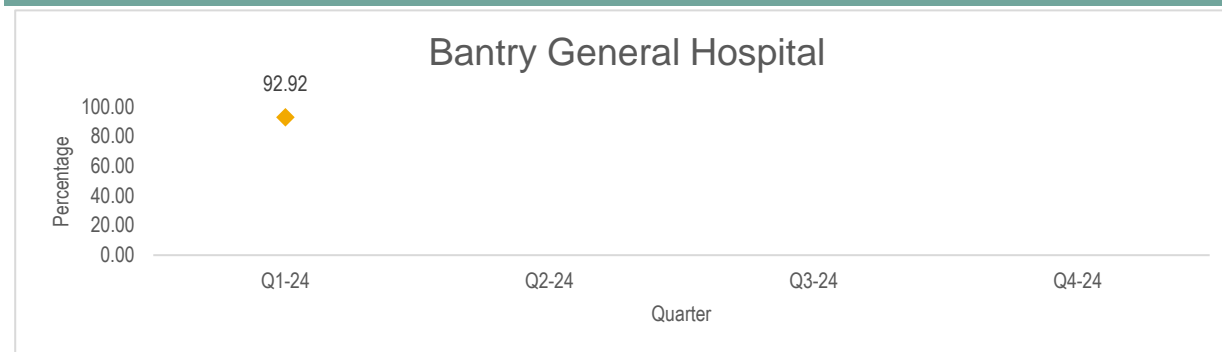 Bantry General Hospital
92.92
100.00
80.00
60.00
40.00
20.00
0.00
Percentage
Q1-24 Q2-24 Q3-24 Q4-24
Quarter